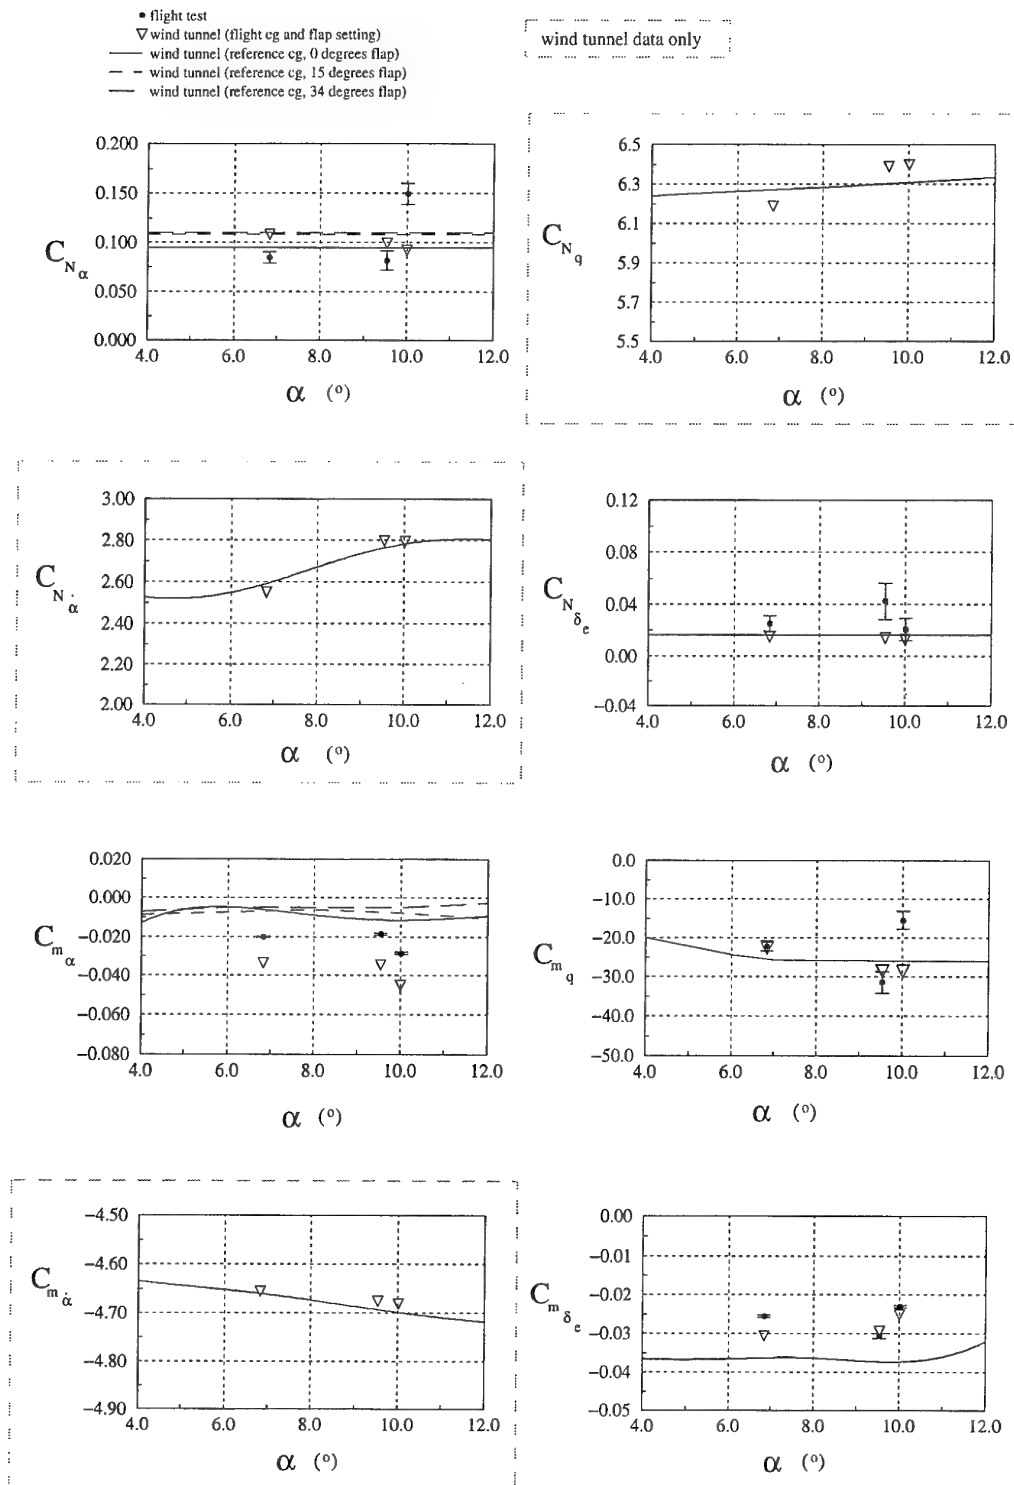 flight test
wind tunnel (flight cg and flap setting)
wind tunnel (reference cg, 0 degrees flap)
wind tunnel (reference cg, 15 degrees flap)
wind tunnel (reference cg, 34 degrees flap)
wind tunnel data only
0.200
0.150
0.100
0.050
0.000
C_Nα
4.0 6.0 8.0 10.0 12.0
α (°)
6.5
6.3
6.1
5.9
5.7
5.5
C_Nq
4.0 6.0 8.0 10.0 12.0
α (°)
3.00
2.80
2.60
2.40
2.20
2.00
C_Nα̇
4.0 6.0 8.0 10.0 12.0
α (°)
0.12
0.08
0.04
0.00
−0.04
C_Nδe
4.0 6.0 8.0 10.0 12.0
α (°)
0.020
0.000
−0.020
−0.040
−0.060
−0.080
C_mα
4.0 6.0 8.0 10.0 12.0
α (°)
0.0
−10.0
−20.0
−30.0
−40.0
−50.0
C_mq
4.0 6.0 8.0 10.0 12.0
α (°)
−4.50
−4.60
−4.70
−4.80
−4.90
C_mα̇
4.0 6.0 8.0 10.0 12.0
α (°)
0.00
−0.01
−0.02
−0.03
−0.04
−0.05
C_mδe
4.0 6.0 8.0 10.0 12.0
α (°)